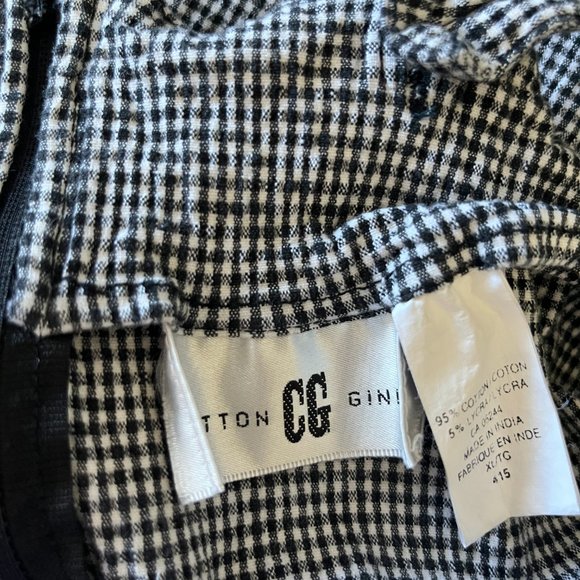 TTON CG GINI
95% COTTON/COTON
5% LYCRA/LYCRA
CA 00244
MADE IN INDIA
FABRIQUE EN INDE
XL/TG
415